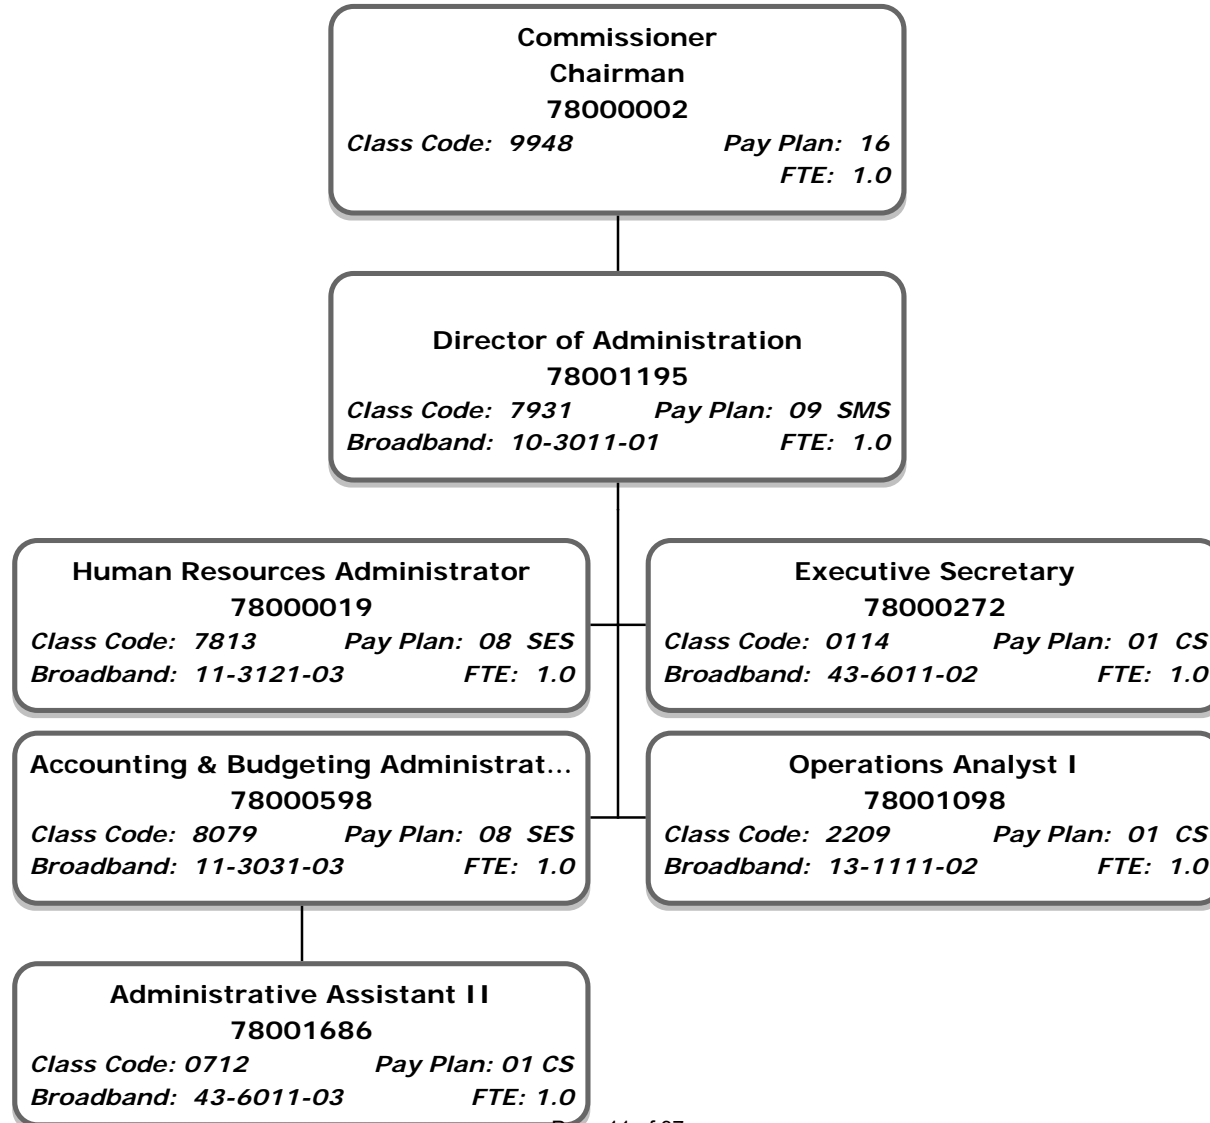 Commissioner
Chairman
78000002
Class Code: 9948 Pay Plan: 16
FTE: 1.0
Director of Administration
78001195
Class Code: 7931 Pay Plan: 09 SMS
Broadband: 10-3011-01 FTE: 1.0
Human Resources Administrator
78000019
Class Code: 7813 Pay Plan: 08 SES
Broadband: 11-3121-03 FTE: 1.0
Executive Secretary
78000272
Class Code: 0114 Pay Plan: 01 CS
Broadband: 43-6011-02 FTE: 1.0
Accounting & Budgeting Administrat...
78000598
Class Code: 8079 Pay Plan: 08 SES
Broadband: 11-3031-03 FTE: 1.0
Operations Analyst I
78001098
Class Code: 2209 Pay Plan: 01 CS
Broadband: 13-1111-02 FTE: 1.0
Administrative Assistant II
78001686
Class Code: 0712 Pay Plan: 01 CS
Broadband: 43-6011-03 FTE: 1.0